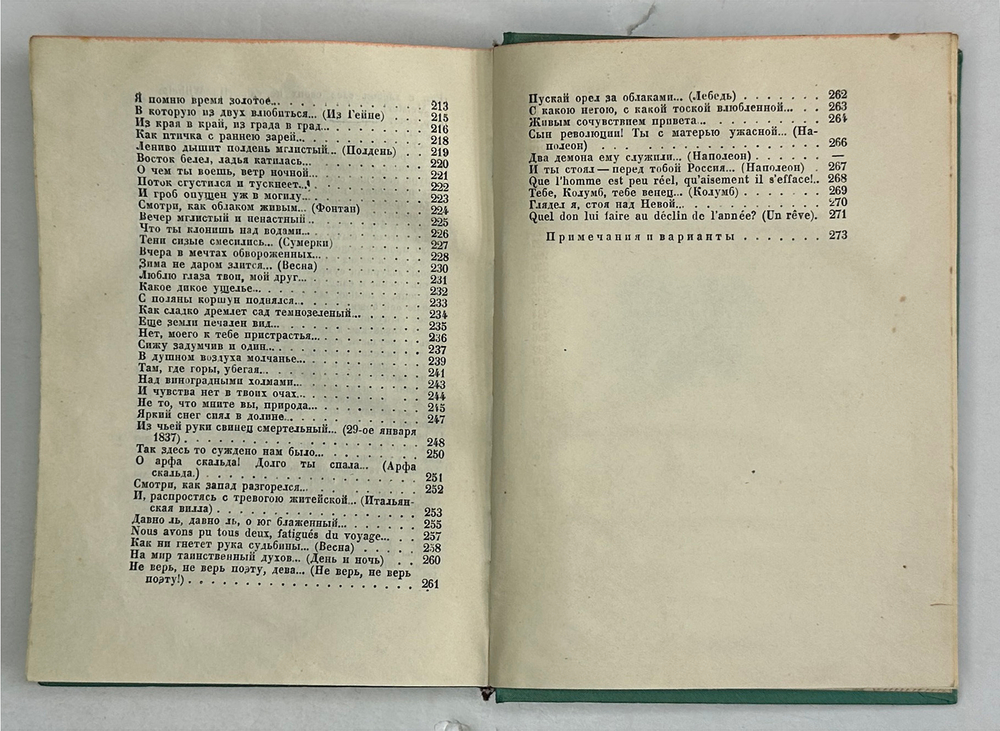 Я помню время золотое... 213
В которую из двух влюбиться... (Из Гейне) 215
Из края в край, из града в град... 216
Как птичка с раннею зарей... 218
Лениво дышит полдень мглистый... (Полдень) 219
Восток белел, ладья катилась... 220
О чем ты воешь, ветр ночной... 221
Поток сгустился и тускнеет... 222
И гроб опущен уж в могилу... 223
Смотри, как облаком живым... (Фонтан) 224
Вечер мглистый и ненастный... 225
Что ты клонишь над водами... 226
Тени сизые смесились... (Сумерки) 227
Вчера в мечтах обвороженных... 228
Зима не даром злится... (Весна) 230
Люблю глаза твои, мой друг... 231
Какое дикое ущелье... 232
С поляны коршун поднялся... 233
Как сладко дремлет сад темнозеленый... 234
Еще земли печален вид... 235
Нет, моего к тебе пристрастья... 236
Сижу задумчив и один... 237
В душном воздуха молчанье... 239
Там, где горы, убегая... 241
Над виноградными холмами... 243
И чувства нет в твоих очах... 244
Не то, что мните вы, природа... 245
Яркий снег сиял в долине... 247
Из чьей руки свинец смертельный... (29-ое января
1837) 248
Так здесь то суждено нам было... 250
О арфа скальда! Долго ты спала... (Арфа
скальда.) 251
Смотри, как запад разгорелся... 252
И, распростясь с тревогою житейской... (Итальян-
ская вилла) 253
Давно ль, давно ль, о юг блаженный... 255
Nous avons pu tous deux, fatigués du voyage... 257
Как ни гнетет рука судьбины... (Весна) 258
На мир таинственный духов... (День и ночь) 260
Не верь, не верь поэту, дева... (Не верь, не верь
поэту!) 261
Пускай орел за облаками... (Лебедь) 262
С какою негою, с какой тоской влюбленной... 263
Живым сочувствием привета... 264
Сын революции! Ты с матерью ужасной... (На-
полеон) 266
Два демона ему служили... (Наполеон) —
И ты стоял — перед тобой Россия... (Наполеон) 267
Que l'homme est peu réel, qu'aisement il s'efface!.. 268
Тебе, Колумб, тебе венец... (Колумб) 269
Глядел я, стоя над Невой... 270
Quel don lui faire au déclin de l'année? (Un rêve). 271
Примечания и варианты 273